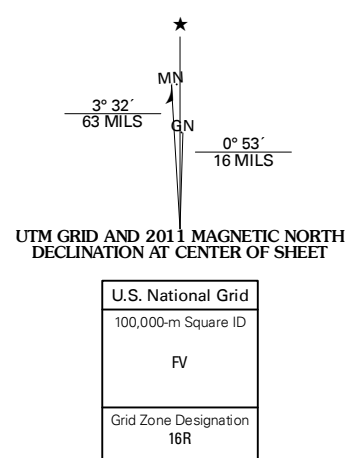 ★
MN
3° 32´
63 MILS
GN
0° 53´
16 MILS
UTM GRID AND 2011 MAGNETIC NORTH
DECLINATION AT CENTER OF SHEET
U.S. National Grid
100,000-m Square ID
FV
Grid Zone Designation
16R